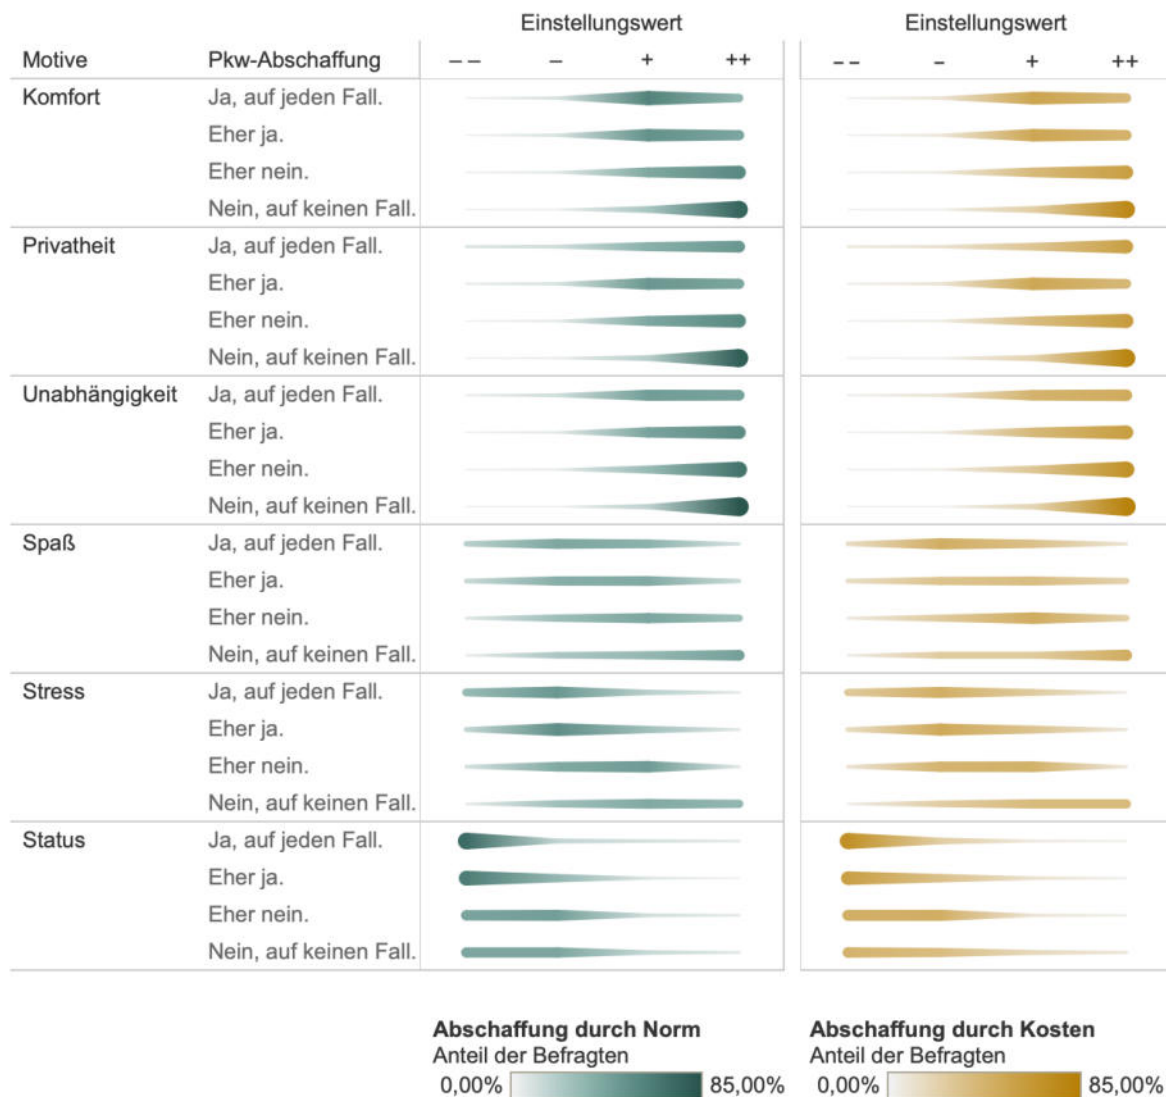 Einstellungswert Einstellungswert
Motive Pkw-Abschaffung -- - + ++ -- - + ++
Komfort Ja, auf jeden Fall.
Eher ja.
Eher nein.
Nein, auf keinen Fall.
Privatheit Ja, auf jeden Fall.
Eher ja.
Eher nein.
Nein, auf keinen Fall.
Unabhängigkeit Ja, auf jeden Fall.
Eher ja.
Eher nein.
Nein, auf keinen Fall.
Spaß Ja, auf jeden Fall.
Eher ja.
Eher nein.
Nein, auf keinen Fall.
Stress Ja, auf jeden Fall.
Eher ja.
Eher nein.
Nein, auf keinen Fall.
Status Ja, auf jeden Fall.
Eher ja.
Eher nein.
Nein, auf keinen Fall.
Abschaffung durch Norm Abschaffung durch Kosten
Anteil der Befragten Anteil der Befragten
0,00% 85,00% 0,00% 85,00%